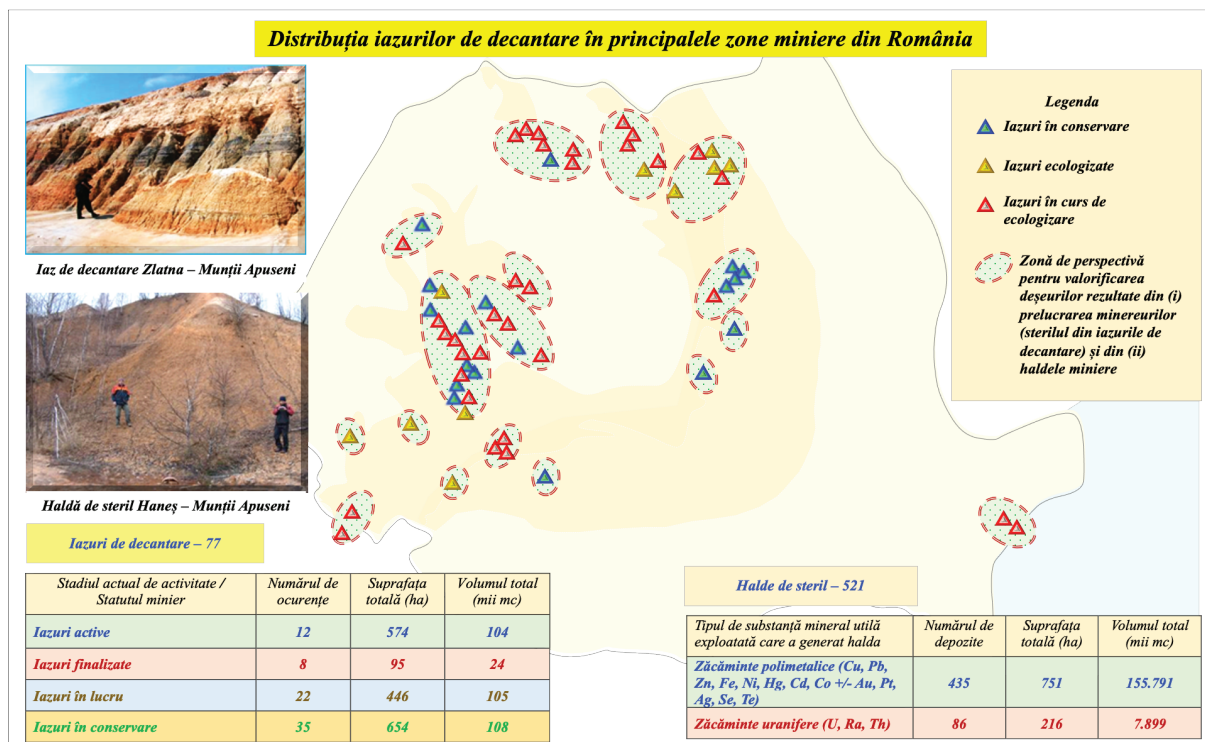 Distribuția iazurilor de decantare în principalele zone miniere din România
Iaz de decantare Zlatna – Munții Apuseni
Haldă de steril Haneș – Munții Apuseni
Legenda
Iazuri în conservare
Iazuri ecologizate
Iazuri în curs de
ecologizare
Zonă de perspectivă
pentru valorificarea
deșeurilor rezultate din (i)
prelucrarea minereurilor
(sterilul din iazurile de
decantare) și din (ii)
haldele miniere
Iazuri de decantare – 77
Stadiul actual de activitate /
Statutul minier
Numărul de
ocurențe
Suprafața
totală (ha)
Volumul total
(mii mc)
Iazuri active 12 574 104
Iazuri finalizate 8 95 24
Iazuri în lucru 22 446 105
Iazuri în conservare 35 654 108
Halde de steril – 521
Tipul de substanță mineral utilă
exploatată care a generat halda
Numărul de
depozite
Suprafața
totală (ha)
Volumul total
(mii mc)
Zăcăminte polimetalice (Cu, Pb,
Zn, Fe, Ni, Hg, Cd, Co +/- Au, Pt,
Ag, Se, Te)
435 751 155.791
Zăcăminte uranifere (U, Ra, Th) 86 216 7.899